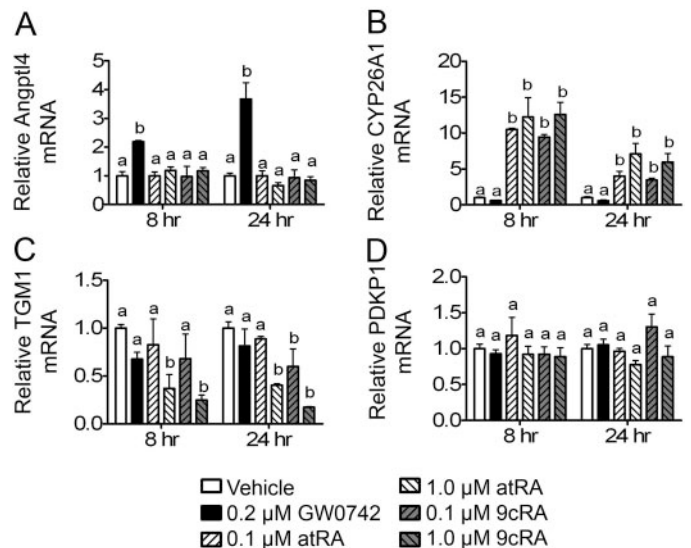 A
Relative Angptl4
mRNA
5
4
3
2
1
0
a b a a a a
a b a a a a
8 hr 24 hr
B
Relative CYP26A1
mRNA
20
15
10
5
0
a a b b b b
a a b b b b
8 hr 24 hr
C
Relative TGM1
mRNA
1.5
1.0
0.5
0.0
a a a b a b
a a a b b b
8 hr 24 hr
D
Relative PDKP1
mRNA
2.0
1.5
1.0
0.5
0.0
a a a a a a
a a a a a a
8 hr 24 hr
Vehicle
0.2 µM GW0742
0.1 µM atRA
1.0 µM atRA
0.1 µM 9cRA
1.0 µM 9cRA